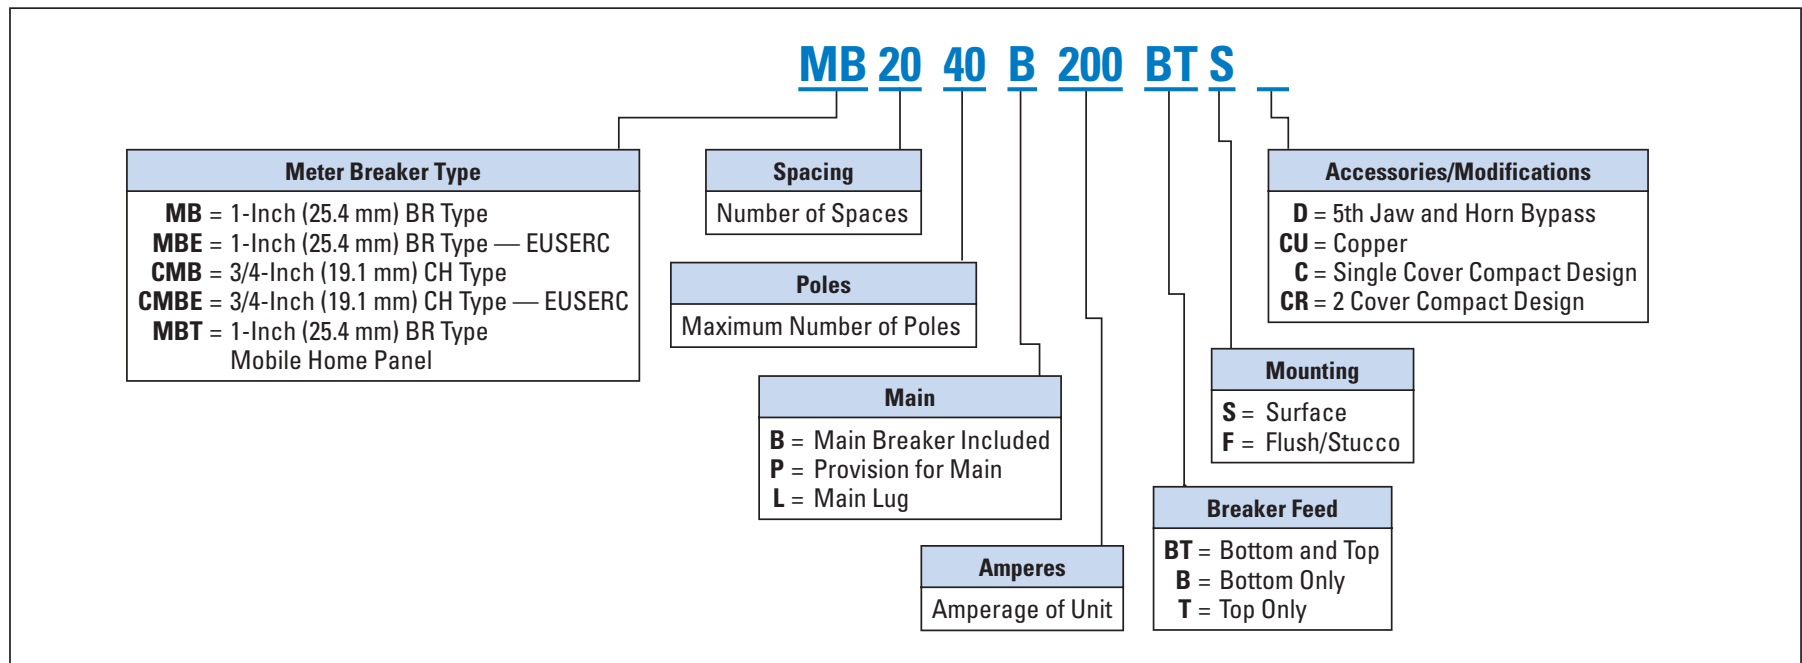 MB 20 40 B 200 BT S
Meter Breaker Type
MB = 1-Inch (25.4 mm) BR Type
MBE = 1-Inch (25.4 mm) BR Type — EUSERC
CMB = 3/4-Inch (19.1 mm) CH Type
CMBE = 3/4-Inch (19.1 mm) CH Type — EUSERC
MBT = 1-Inch (25.4 mm) BR Type
Mobile Home Panel
Spacing
Number of Spaces
Poles
Maximum Number of Poles
Main
B = Main Breaker Included
P = Provision for Main
L = Main Lug
Amperes
Amperage of Unit
Accessories/Modifications
D = 5th Jaw and Horn Bypass
CU = Copper
C = Single Cover Compact Design
CR = 2 Cover Compact Design
Mounting
S = Surface
F = Flush/Stucco
Breaker Feed
BT = Bottom and Top
B = Bottom Only
T = Top Only